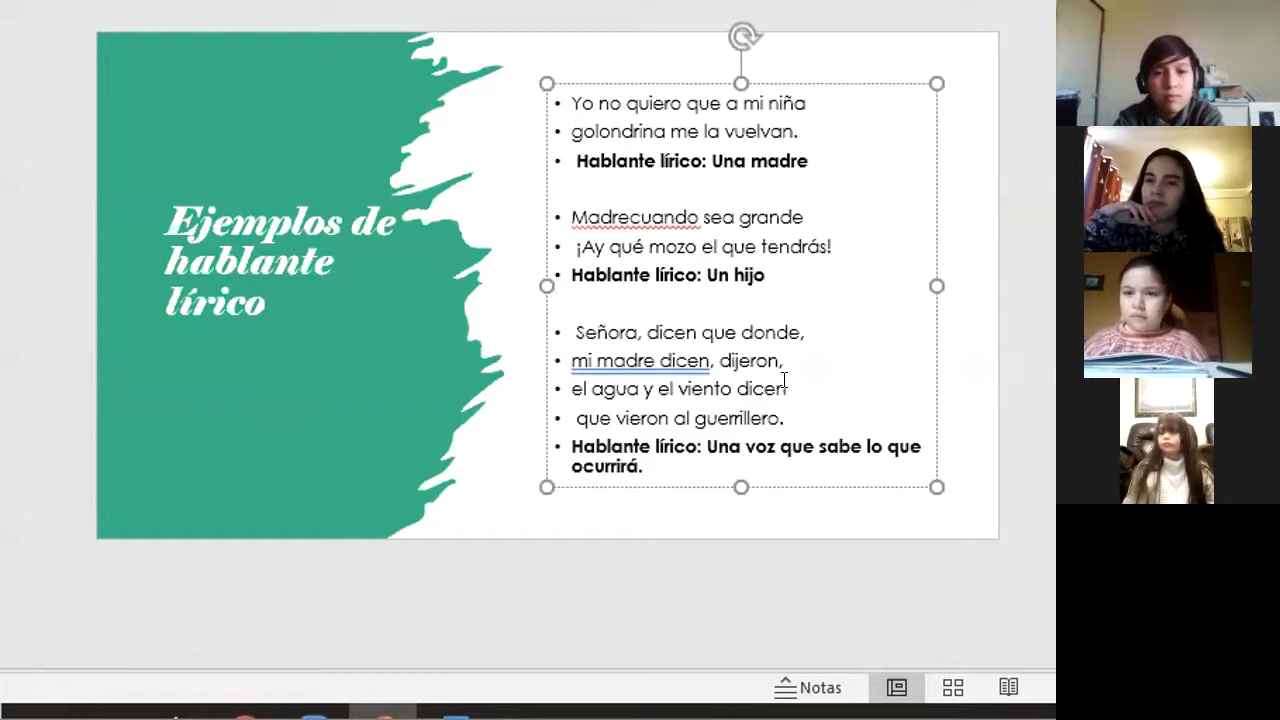 Ejemplos de
hablante
lírico
Yo no quiero que a mi niña
golondrina me la vuelvan.
Hablante lírico: Una madre
Madrecuando sea grande
¡Ay qué mozo el que tendrás!
Hablante lírico: Un hijo
Señora, dicen que donde,
mi madre dicen, dijeron,
el agua y el viento dicen
que vieron al guerrillero.
Hablante lírico: Una voz que sabe lo que
ocurrirá.
Notas